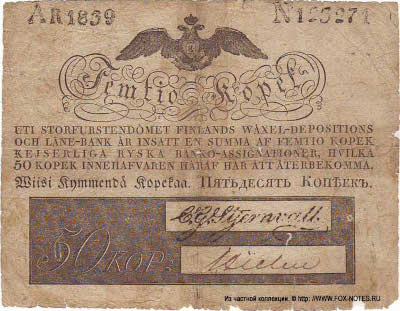 AR 1839 N 123271
Femtio Kopek
UTI STORFURSTENDÖMET FINLANDS WÄXEL-DEPOSITIONS
OCH LÅNE-BANK ÄR INSATT EN SUMMA AF FEMTIO KOPEK
KEJSERLIGA RYSKA BANKO-ASSIGNATIONER, HVILKA
50 KOPEK INNEHAFVAREN HÄRAF HAR ATT ÅTERBEKOMMA.
Wiisi Kymmendä Kopekaa. Пятьдесять Копѣекъ.
50 KOP:
Из частной коллекции. © http://WWW.FOX-NOTES.RU